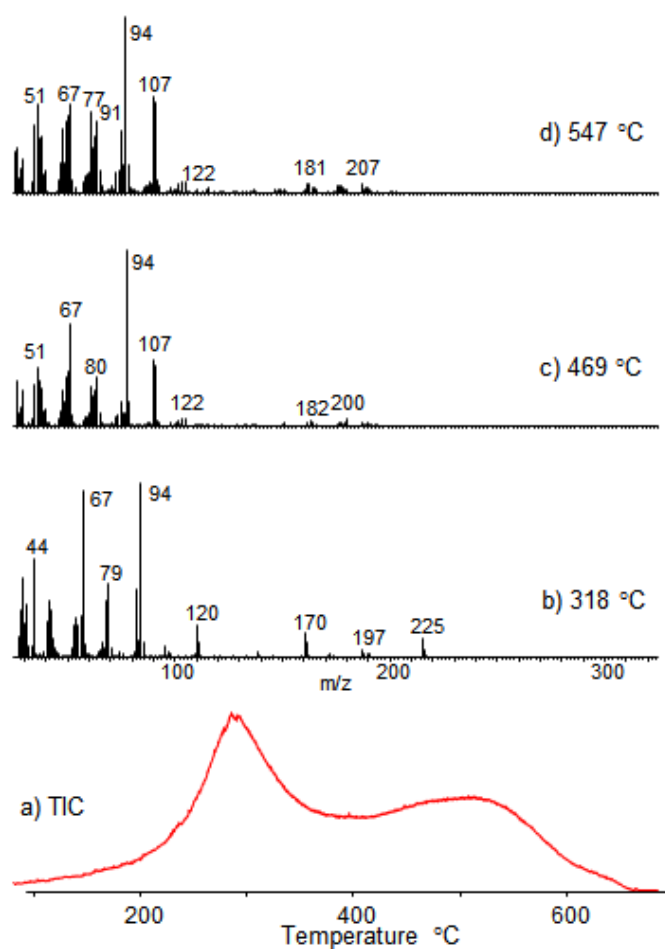 94
51 67 77 91 107
122 181 207
d) 547 °C
94
67
51 80 107
122 182 200
c) 469 °C
67 94
44 79
120 170 197 225
b) 318 °C
100 200 300
m/z
a) TIC
200 400 600
Temperature °C